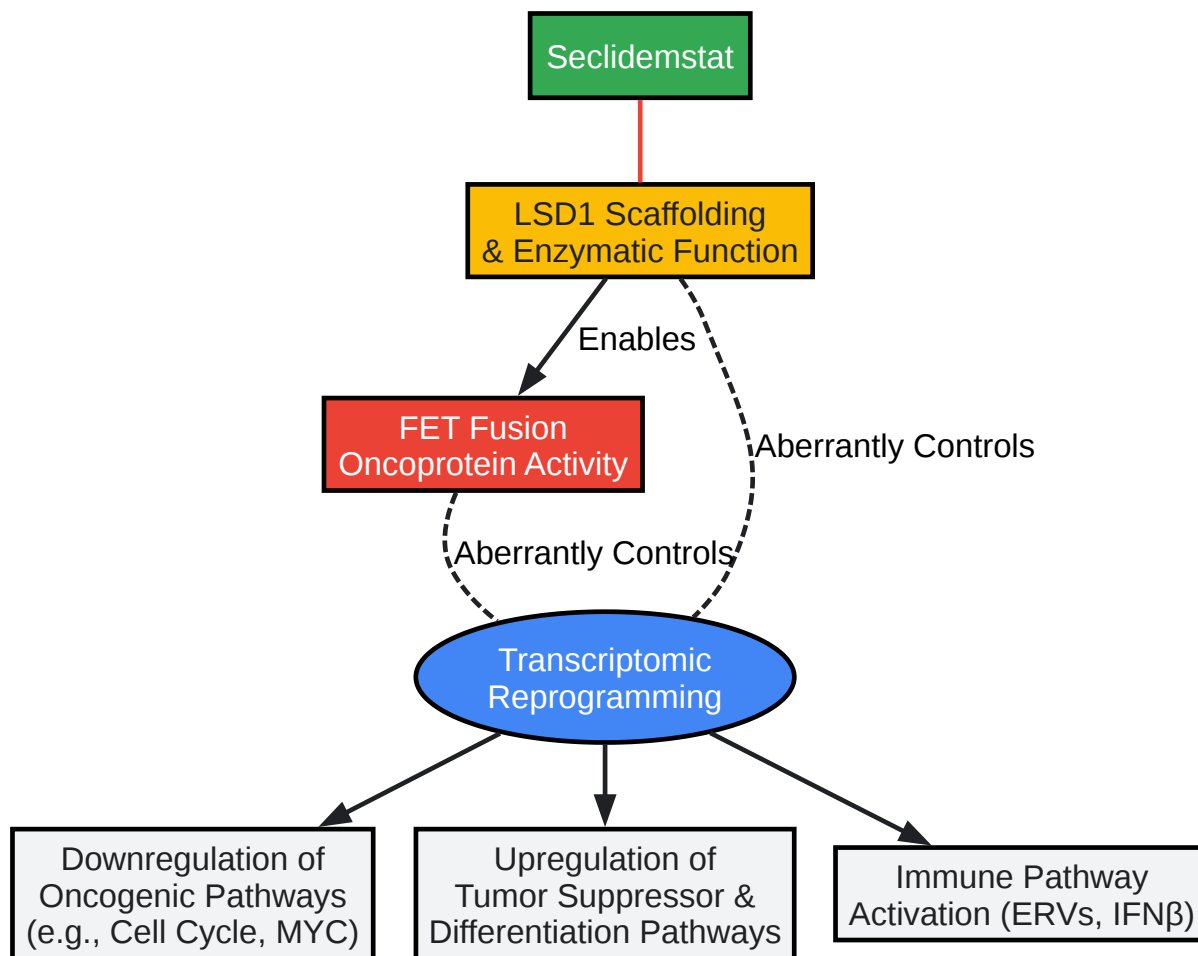 Seclidemstat
LSD1 Scaffolding
& Enzymatic Function
Enables
FET Fusion
Oncoprotein Activity
Aberrantly Controls
Aberrantly Controls
Transcriptomic
Reprogramming
Downregulation of
Oncogenic Pathways
(e.g., Cell Cycle, MYC)
Upregulation of
Tumor Suppressor &
Differentiation Pathways
Immune Pathway
Activation (ERVs, IFNβ)